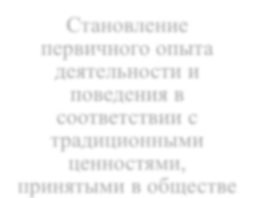 Становление
первичного опыта
деятельности и
поведения в
соответствии с
традиционными
ценностями,
принятыми в обществе